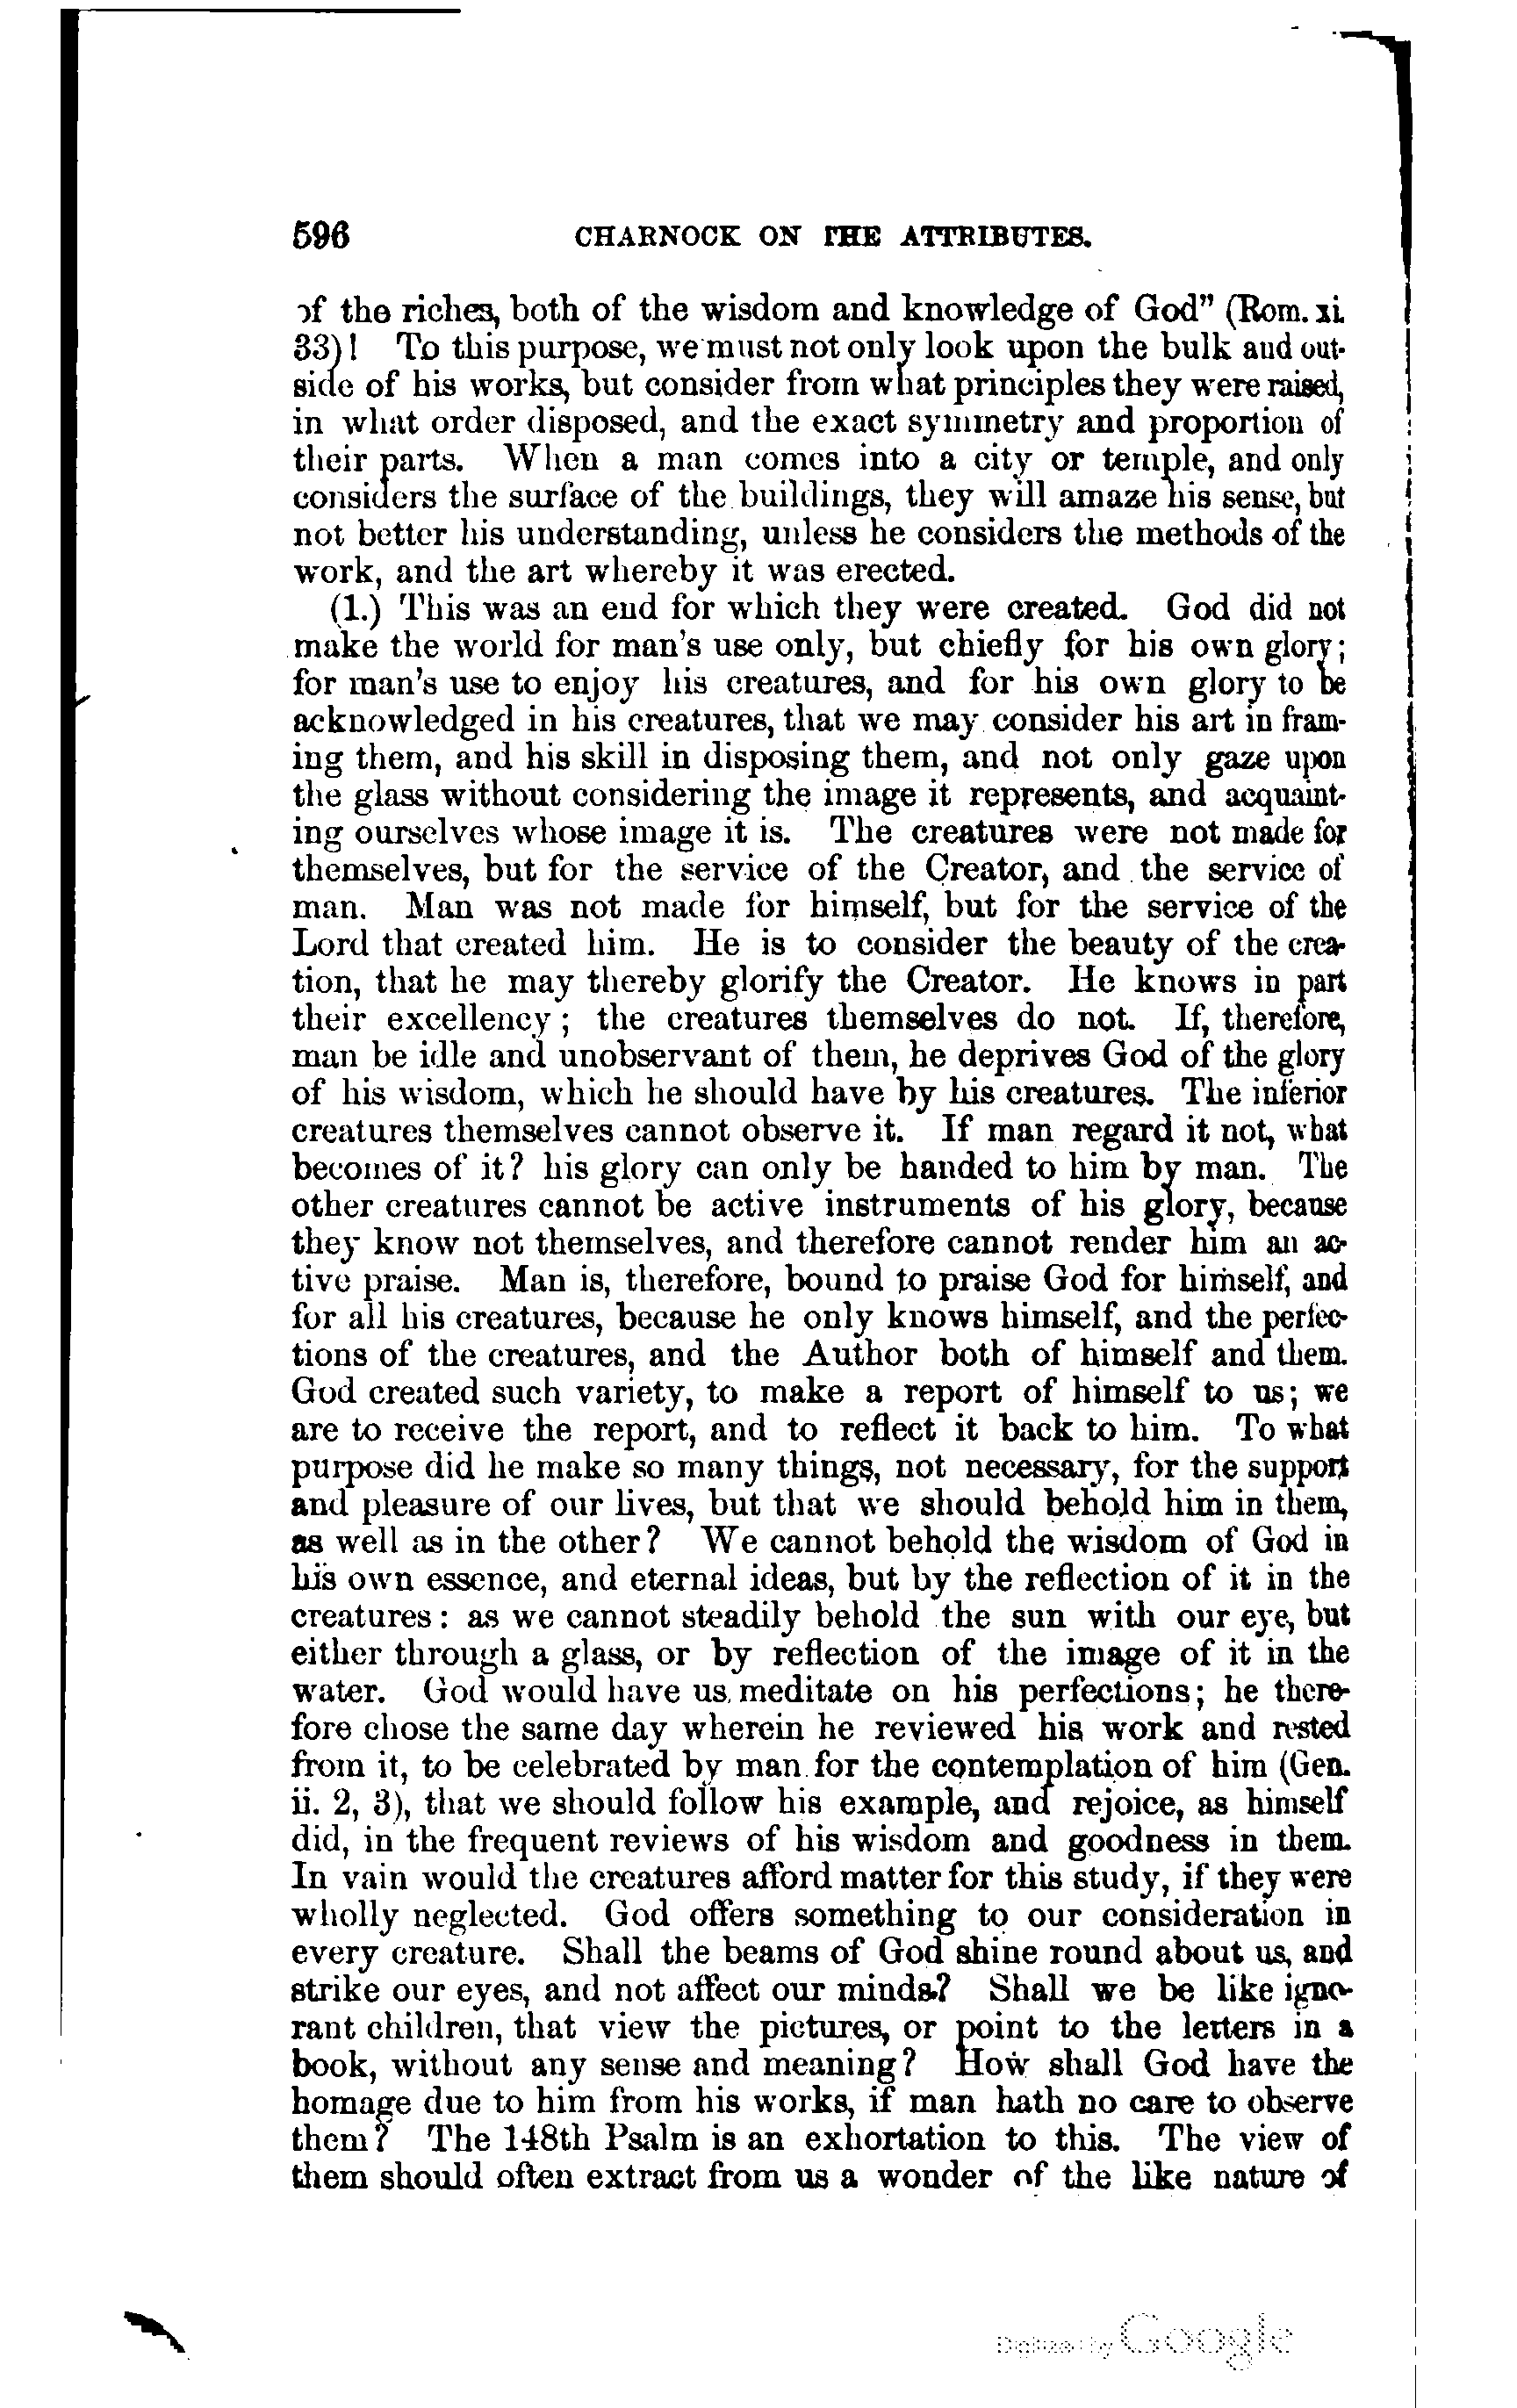 596 CHARNOCK ON THE ATTRIBUTES.
of the riches, both of the wisdom and knowledge of God" (Rom. xi.
33)! To this purpose, we must not only look upon the bulk and out-
side of his works, but consider from what principles they were raised,
in what order disposed, and the exact symmetry and proportion of
their parts. When a man comes into a city or temple, and only
considers the surface of the buildings, they will amaze his sense, but
not better his understanding, unless he considers the methods of the
work, and the art whereby it was erected.
(1.) This was an end for which they were created. God did not
make the world for man's use only, but chiefly for his own glory;
for man's use to enjoy his creatures, and for his own glory to be
acknowledged in his creatures, that we may consider his art in fram-
ing them, and his skill in disposing them, and not only gaze upon
the glass without considering the image it represents, and acquaint-
ing ourselves whose image it is. The creatures were not made for
themselves, but for the service of the Creator, and the service of
man. Man was not made for himself, but for the service of the
Lord that created him. He is to consider the beauty of the crea-
tion, that he may thereby glorify the Creator. He knows in part
their excellency; the creatures themselves do not. If, therefore,
man be idle and unobservant of them, he deprives God of the glory
of his wisdom, which he should have by his creatures. The inferior
creatures themselves cannot observe it. If man regard it not, what
becomes of it? his glory can only be handed to him by man. The
other creatures cannot be active instruments of his glory, because
they know not themselves, and therefore cannot render him an ac-
tive praise. Man is, therefore, bound to praise God for himself, and
for all his creatures, because he only knows himself, and the perfec-
tions of the creatures, and the Author both of himself and them.
God created such variety, to make a report of himself to us; we
are to receive the report, and to reflect it back to him. To what
purpose did he make so many things, not necessary, for the support
and pleasure of our lives, but that we should behold him in them,
as well as in the other? We cannot behold the wisdom of God in
his own essence, and eternal ideas, but by the reflection of it in the
creatures: as we cannot steadily behold the sun with our eye, but
either through a glass, or by reflection of the image of it in the
water. God would have us meditate on his perfections; he there-
fore chose the same day wherein he reviewed his work and rested
from it, to be celebrated by man for the contemplation of him (Gen.
ii. 2, 3), that we should follow his example, and rejoice, as himself
did, in the frequent reviews of his wisdom and goodness in them.
In vain would the creatures afford matter for this study, if they were
wholly neglected. God offers something to our consideration in
every creature. Shall the beams of God shine round about us, and
strike our eyes, and not affect our minds? Shall we be like igno-
rant children, that view the pictures, or point to the letters in a
book, without any sense and meaning? How shall God have the
homage due to him from his works, if man hath no care to observe
them? The 148th Psalm is an exhortation to this. The view of
them should often extract from us a wonder of the like nature of
Digitized by Google